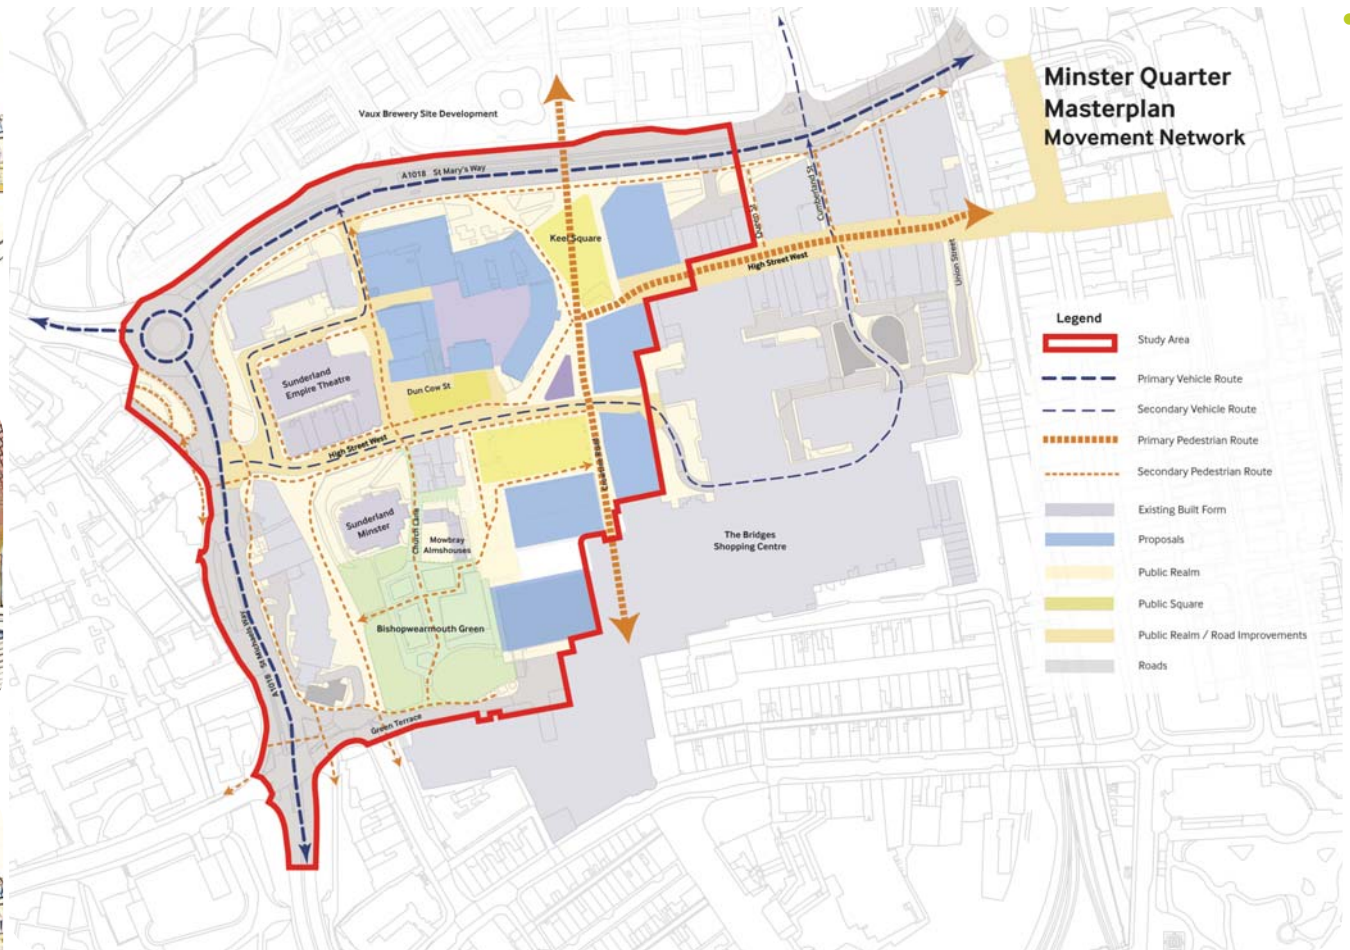 Minster Quarter
Masterplan
Movement Network
Vaux Brewery Site Development
A1018 St Mary's Way
Keel Square
Cumberland St
High Street West
Union Street
Sunderland
Empire Theatre
Dun Cow St
High Street West
Sunderland
Minster
Church Lane
Mowbray
Almshouses
The Bridges
Shopping Centre
Bishopwearmouth Green
A1018 St Michaels Way
Green Terrace
Legend
Study Area
Primary Vehicle Route
Secondary Vehicle Route
Primary Pedestrian Route
Secondary Pedestrian Route
Existing Built Form
Proposals
Public Realm
Public Square
Public Realm / Road Improvements
Roads